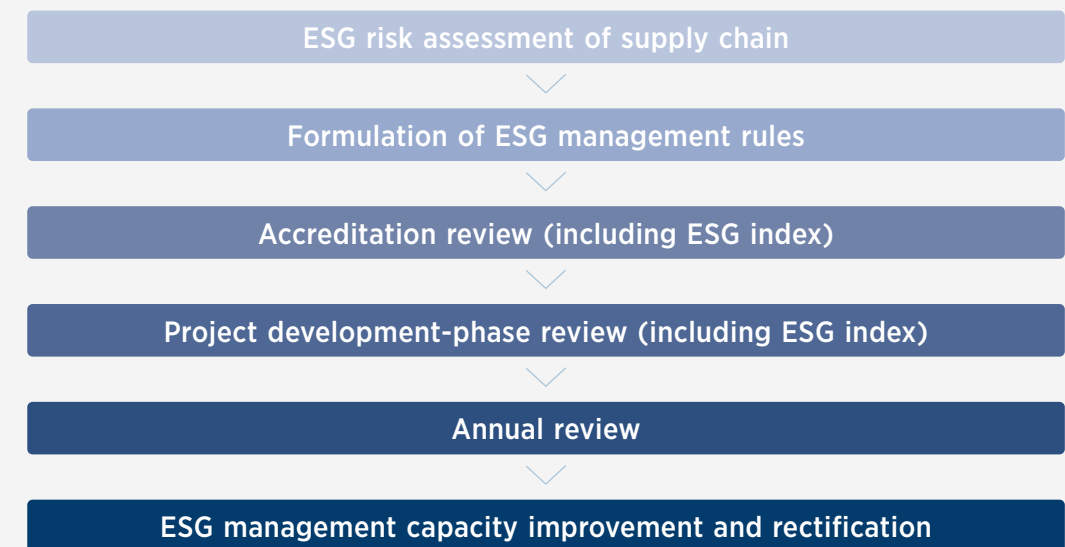 ESG risk assessment of supply chain
Formulation of ESG management rules
Accreditation review (including ESG index)
Project development-phase review (including ESG index)
Annual review
ESG management capacity improvement and rectification